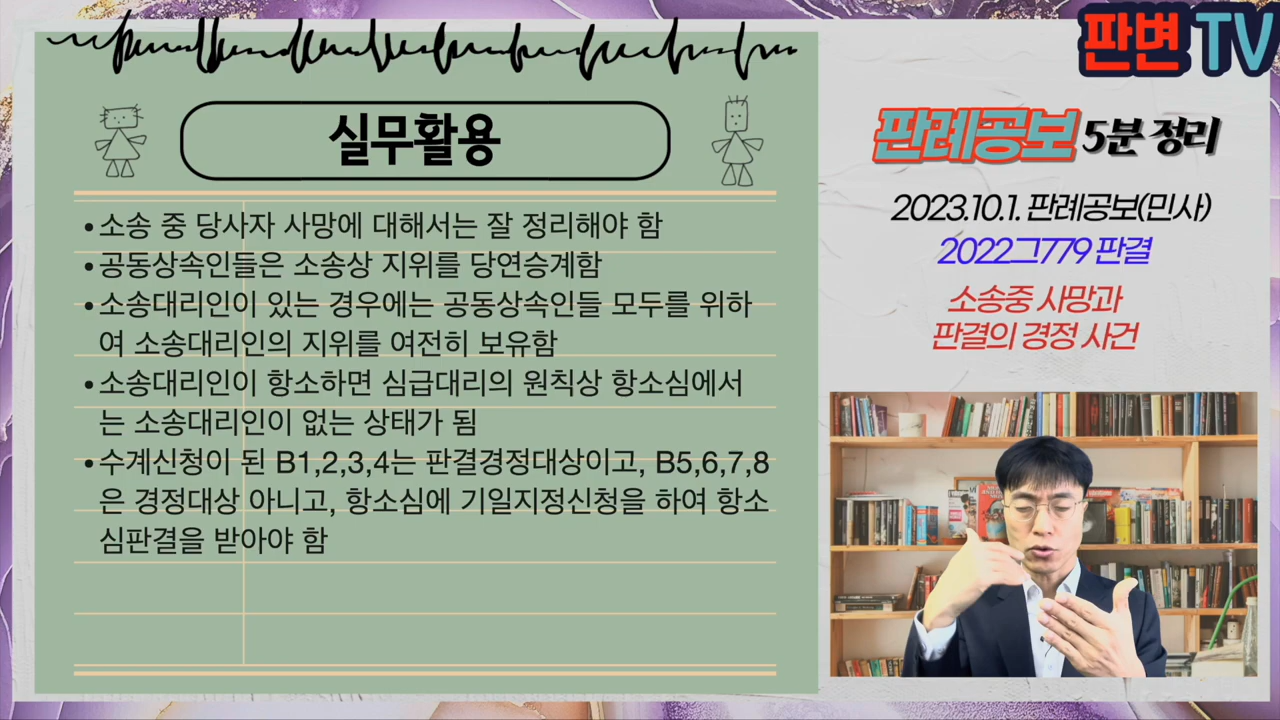 판변 TV
실무활용
•소송 중 당사자 사망에 대해서는 잘 정리해야 함
•공동상속인들은 소송상 지위를 당연승계함
•소송대리인이 있는 경우에는 공동상속인들 모두를 위하
여 소송대리인의 지위를 여전히 보유함
•소송대리인이 항소하면 심급대리의 원칙상 항소심에서
는 소송대리인이 없는 상태가 됨
•수계신청이 된 B1,2,3,4는 판결경정대상이고, B5,6,7,8
은 경정대상 아니고, 항소심에 기일지정신청을 하여 항소
심판결을 받아야 함
판례공보 5분 정리
2023.10.1. 판례공보(민사)
2022그779 판결
소송중 사망과
판결의 경정 사건